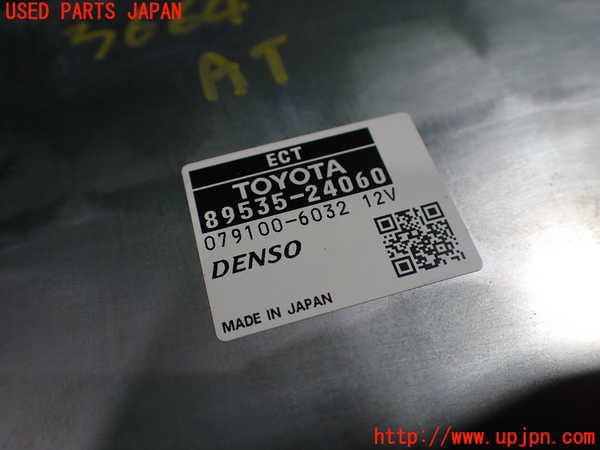 USED PARTS JAPAN
3664
AT
ECT
TOYOTA
89535-24060
079100-6032 12V
DENSO
MADE IN JAPAN
http://www.upjpn.com/